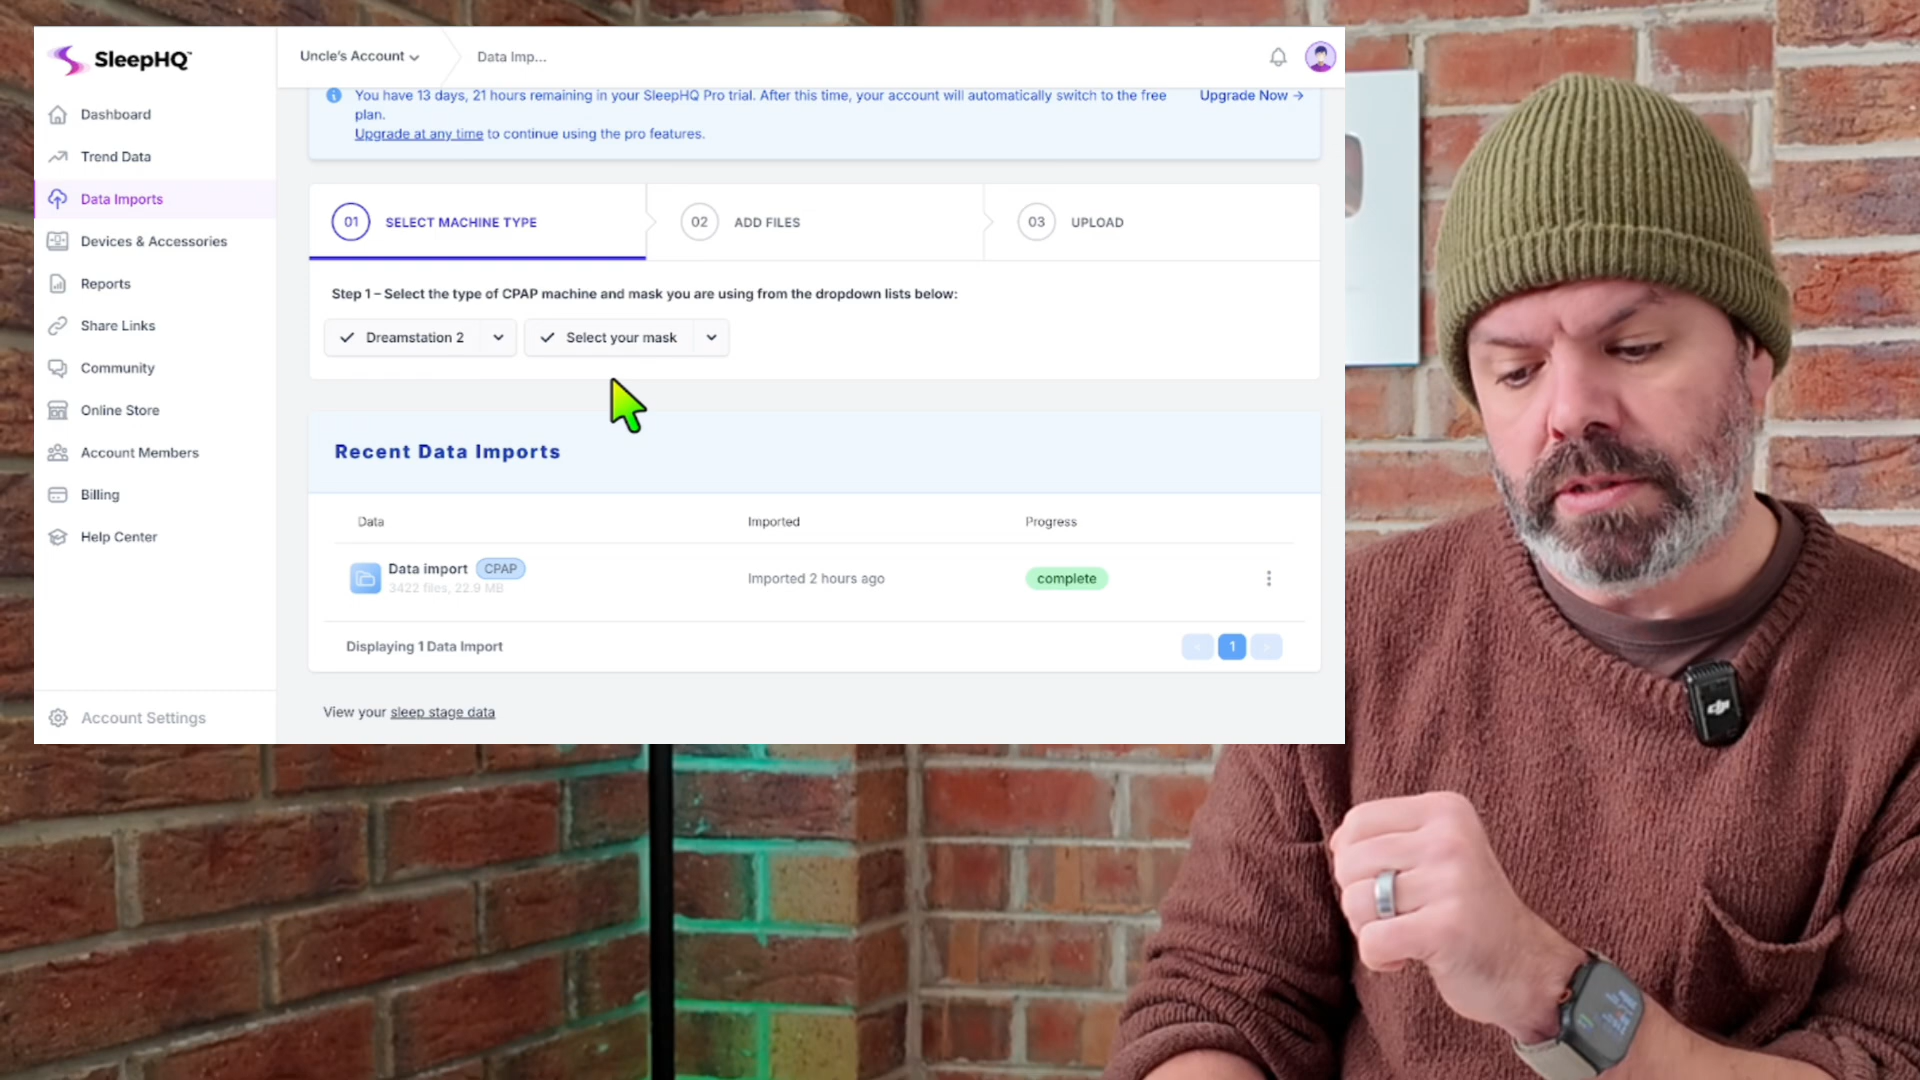 SleepHQ™
Uncle's Account
Data Imp...
Dashboard
Trend Data
Data Imports
Devices & Accessories
Reports
Share Links
Community
Online Store
Account Members
Billing
Help Center
Account Settings
You have 13 days, 21 hours remaining in your SleepHQ Pro trial. After this time, your account will automatically switch to the free
plan.
Upgrade at any time to continue using the pro features.
Upgrade Now →
01 SELECT MACHINE TYPE
02 ADD FILES
03 UPLOAD
Step 1 – Select the type of CPAP machine and mask you are using from the dropdown lists below:
Dreamstation 2
Select your mask
Recent Data Imports
Data Imported Progress
Data import CPAP
3422 files, 22.9 MB
Imported 2 hours ago
complete
Displaying 1 Data Import
< 1 >
View your sleep stage data
dji